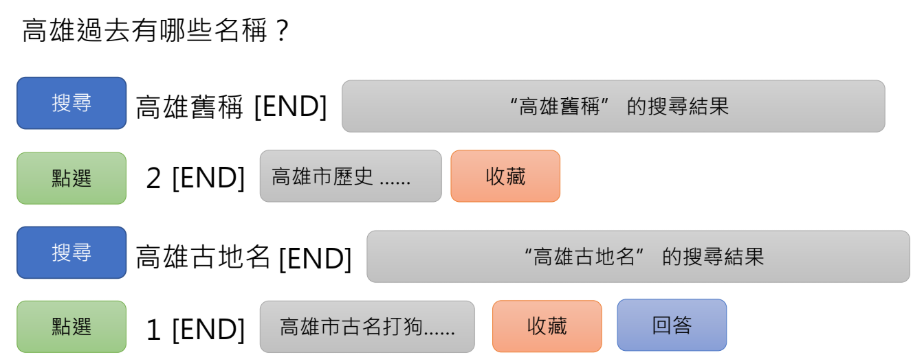 高雄過去有哪些名稱？
搜尋 高雄舊稱 [END] “高雄舊稱” 的搜尋結果
點選 2 [END] 高雄市歷史 …… 收藏
搜尋 高雄古地名 [END] “高雄古地名” 的搜尋結果
點選 1 [END] 高雄市古名打狗…… 收藏 回答